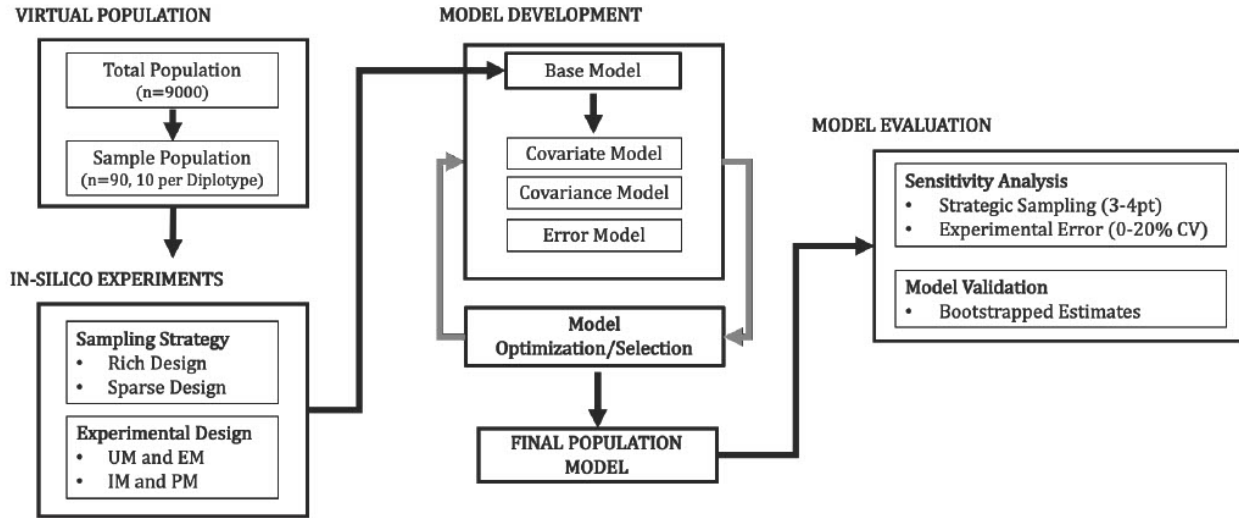 VIRTUAL POPULATION
Total Population
(n=9000)
Sample Population
(n=90, 10 per Diplotype)
IN-SILICO EXPERIMENTS
Sampling Strategy
• Rich Design
• Sparse Design
Experimental Design
• UM and EM
• IM and PM
MODEL DEVELOPMENT
Base Model
Covariate Model
Covariance Model
Error Model
Model
Optimization/Selection
FINAL POPULATION
MODEL
MODEL EVALUATION
Sensitivity Analysis
• Strategic Sampling (3-4pt)
• Experimental Error (0-20% CV)
Model Validation
• Bootstrapped Estimates